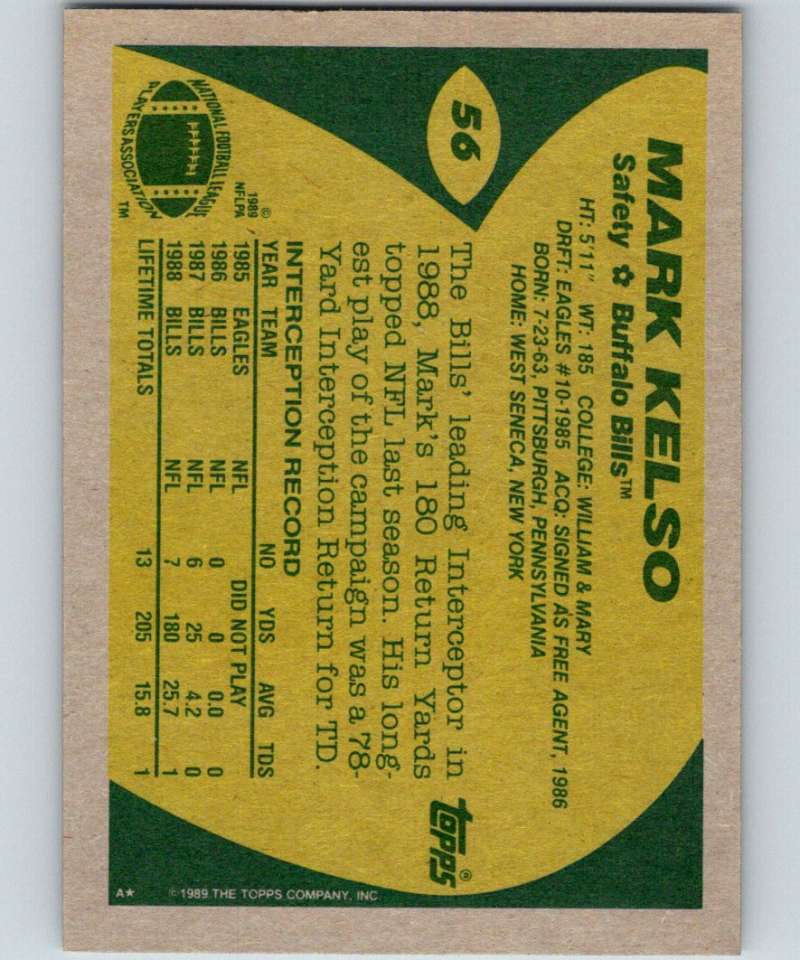 56
MARK KELSO
Safety ✿ Buffalo Bills™
HT: 5'11" WT: 185 COLLEGE: WILLIAM & MARY
DRFT: EAGLES #10-1985 ACQ: SIGNED AS FREE AGENT, 1986
BORN: 7-23-63, PITTSBURGH, PENNSYLVANIA
HOME: WEST SENECA, NEW YORK
The Bills' leading Interceptor in
1988, Mark's 180 Return Yards
topped NFL last season. His long-
est play of the campaign was a 78-
Yard Interception Return for TD.
topps®
NATIONAL FOOTBALL LEAGUE
PLAYERS ASSOCIATION
TM
©
1989
NFLPA
INTERCEPTION RECORD
YEAR TEAM NO YDS AVG TDS
1985 EAGLES NFL DID NOT PLAY
1986 BILLS NFL 0 0 0.0 0
1987 BILLS NFL 6 25 4.2 0
1988 BILLS NFL 7 180 25.7 1
LIFETIME TOTALS 13 205 15.8 1
A★ ©1989 THE TOPPS COMPANY, INC.